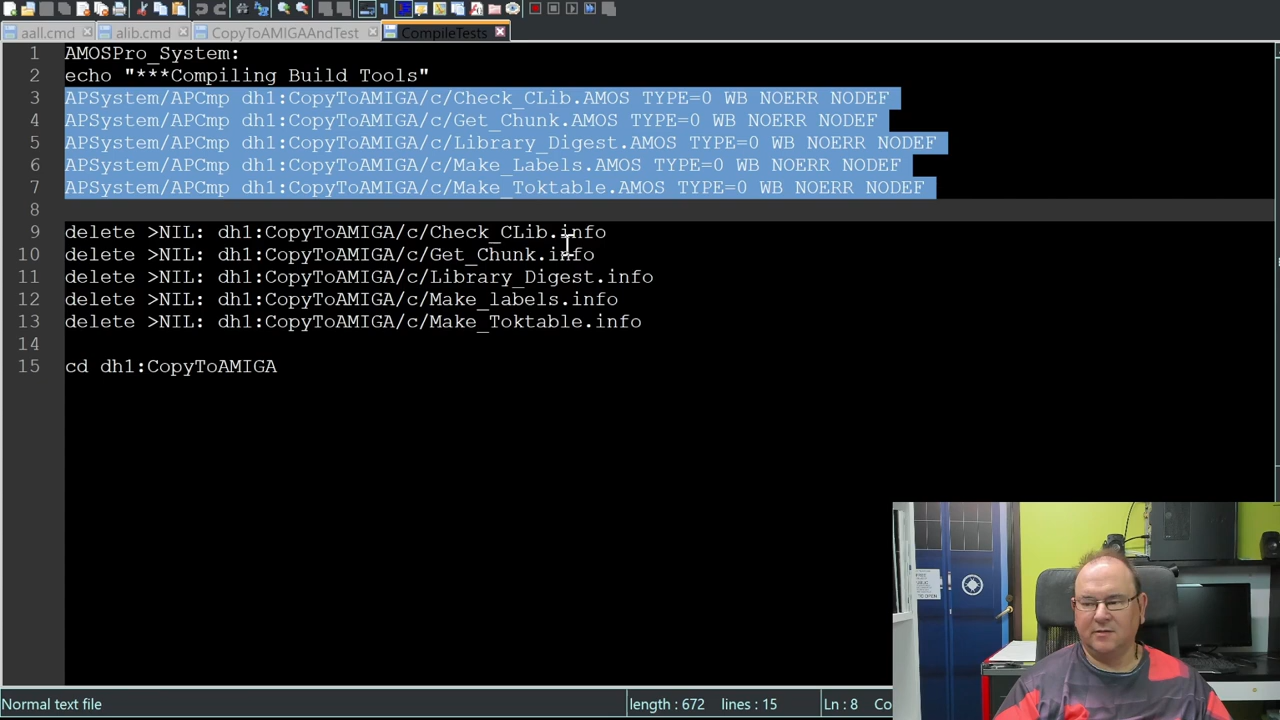 aall.cmd
alib.cmd
CopyToAMIGAAndTest
CompileTests
1 AMOSPro_System:
2 echo "***Compiling Build Tools"
3 APSystem/APCmp dh1:CopyToAMIGA/c/Check_CLib.AMOS TYPE=0 WB NOERR NODEF
4 APSystem/APCmp dh1:CopyToAMIGA/c/Get_Chunk.AMOS TYPE=0 WB NOERR NODEF
5 APSystem/APCmp dh1:CopyToAMIGA/c/Library_Digest.AMOS TYPE=0 WB NOERR NODEF
6 APSystem/APCmp dh1:CopyToAMIGA/c/Make_Labels.AMOS TYPE=0 WB NOERR NODEF
7 APSystem/APCmp dh1:CopyToAMIGA/c/Make_Toktable.AMOS TYPE=0 WB NOERR NODEF
8
9 delete >NIL: dh1:CopyToAMIGA/c/Check_CLib.info
10 delete >NIL: dh1:CopyToAMIGA/c/Get_Chunk.info
11 delete >NIL: dh1:CopyToAMIGA/c/Library_Digest.info
12 delete >NIL: dh1:CopyToAMIGA/c/Make_labels.info
13 delete >NIL: dh1:CopyToAMIGA/c/Make_Toktable.info
14
15 cd dh1:CopyToAMIGA
Normal text file
length : 672 lines : 15
Ln : 8 Co